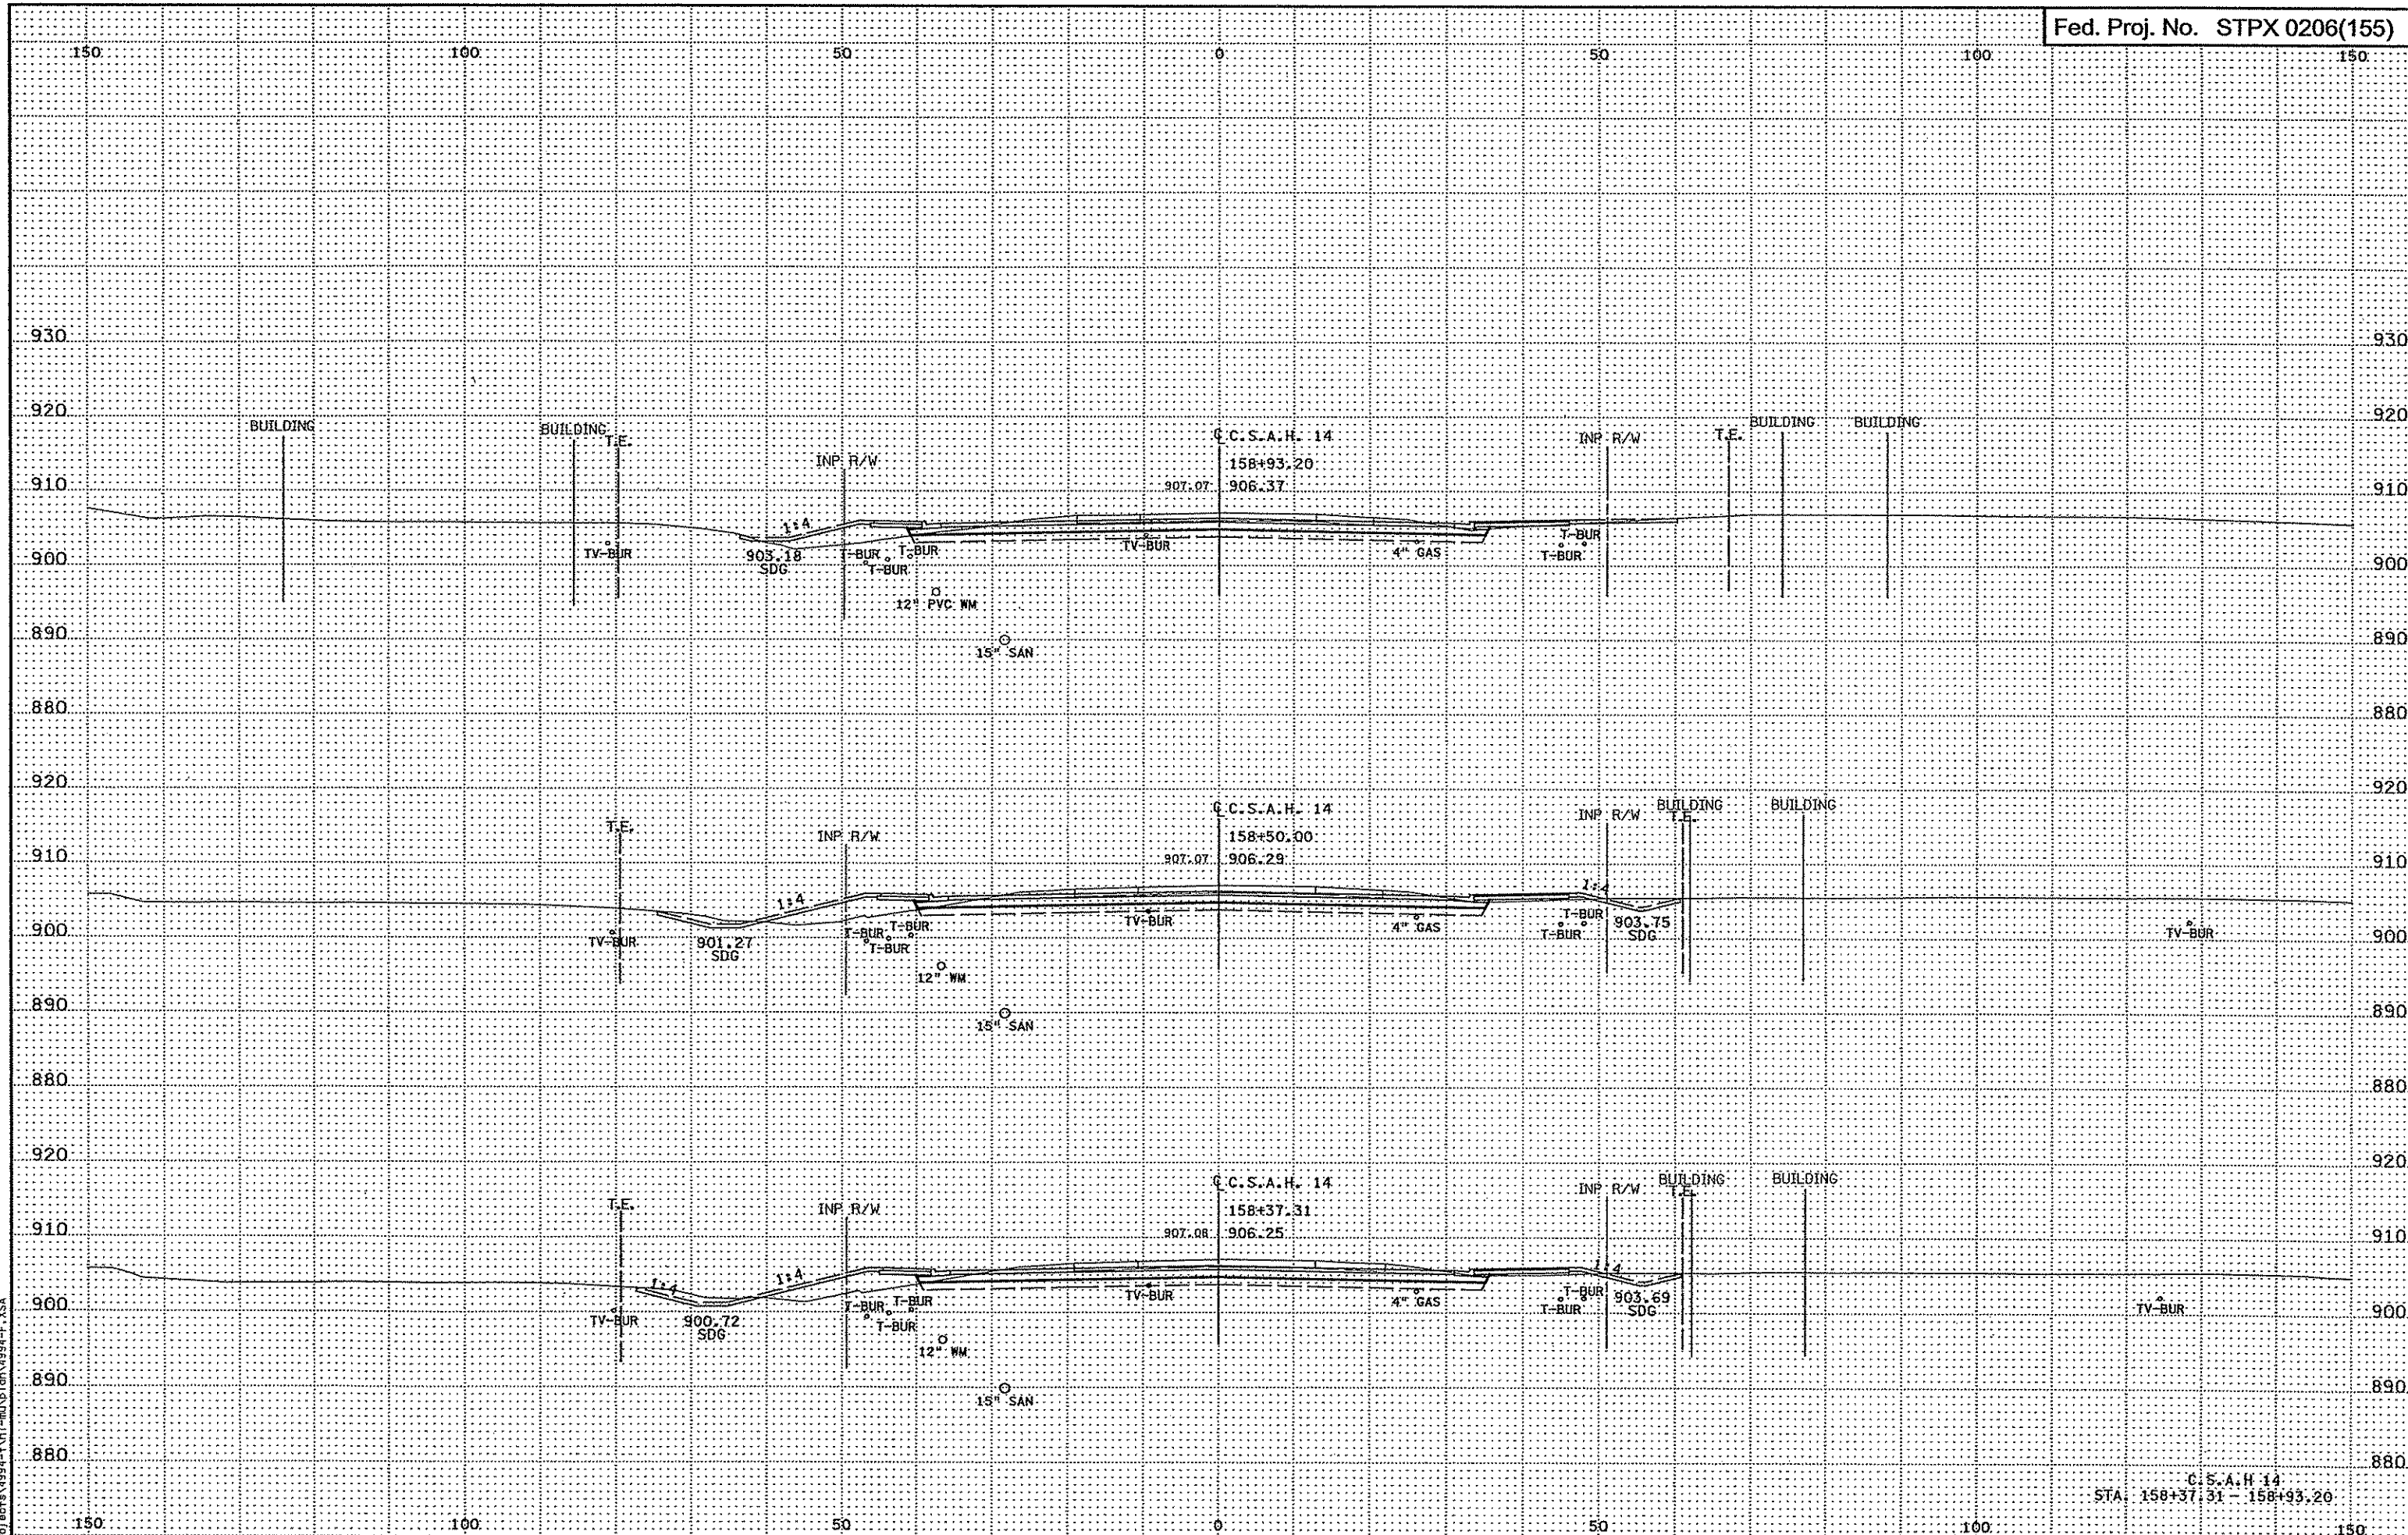 Fed. Proj. No. STPX 0206(155)
150 100 50 0 50 100 150
930 930
920 920
BUILDING BUILDING T.E. INP R/W ℄ C.S.A.H. 14 INP R/W T.E. BUILDING BUILDING
158+93.20
910 907.07 906.37 910
1:4
TV-BUR 903.18 SDG T-BUR T-BUR T-BUR TV-BUR 4" GAS T-BUR T-BUR
900 900
12" PVC WM
890 890
15" SAN
880 880
920 920
T.E. INP R/W ℄ C.S.A.H. 14 INP R/W BUILDING T.E. BUILDING
158+50.00
910 907.07 906.29 910
1:4 1:4
TV-BUR 901.27 SDG T-BUR T-BUR T-BUR TV-BUR 4" GAS T-BUR T-BUR 903.75 SDG TV-BUR
900 900
12" WM
890 890
15" SAN
880 880
920 920
T.E. INP R/W ℄ C.S.A.H. 14 INP R/W BUILDING T.E. BUILDING
158+37.31
910 907.08 906.25 910
1:4 1:4 1:4
900 900
TV-BUR 900.72 SDG T-BUR T-BUR T-BUR TV-BUR 4" GAS T-BUR T-BUR 903.69 SDG TV-BUR
12" WM
890 890
15" SAN
880 880
C.S.A.H 14
STA. 158+37.31 - 158+93.20
150 100 50 0 50 100 150